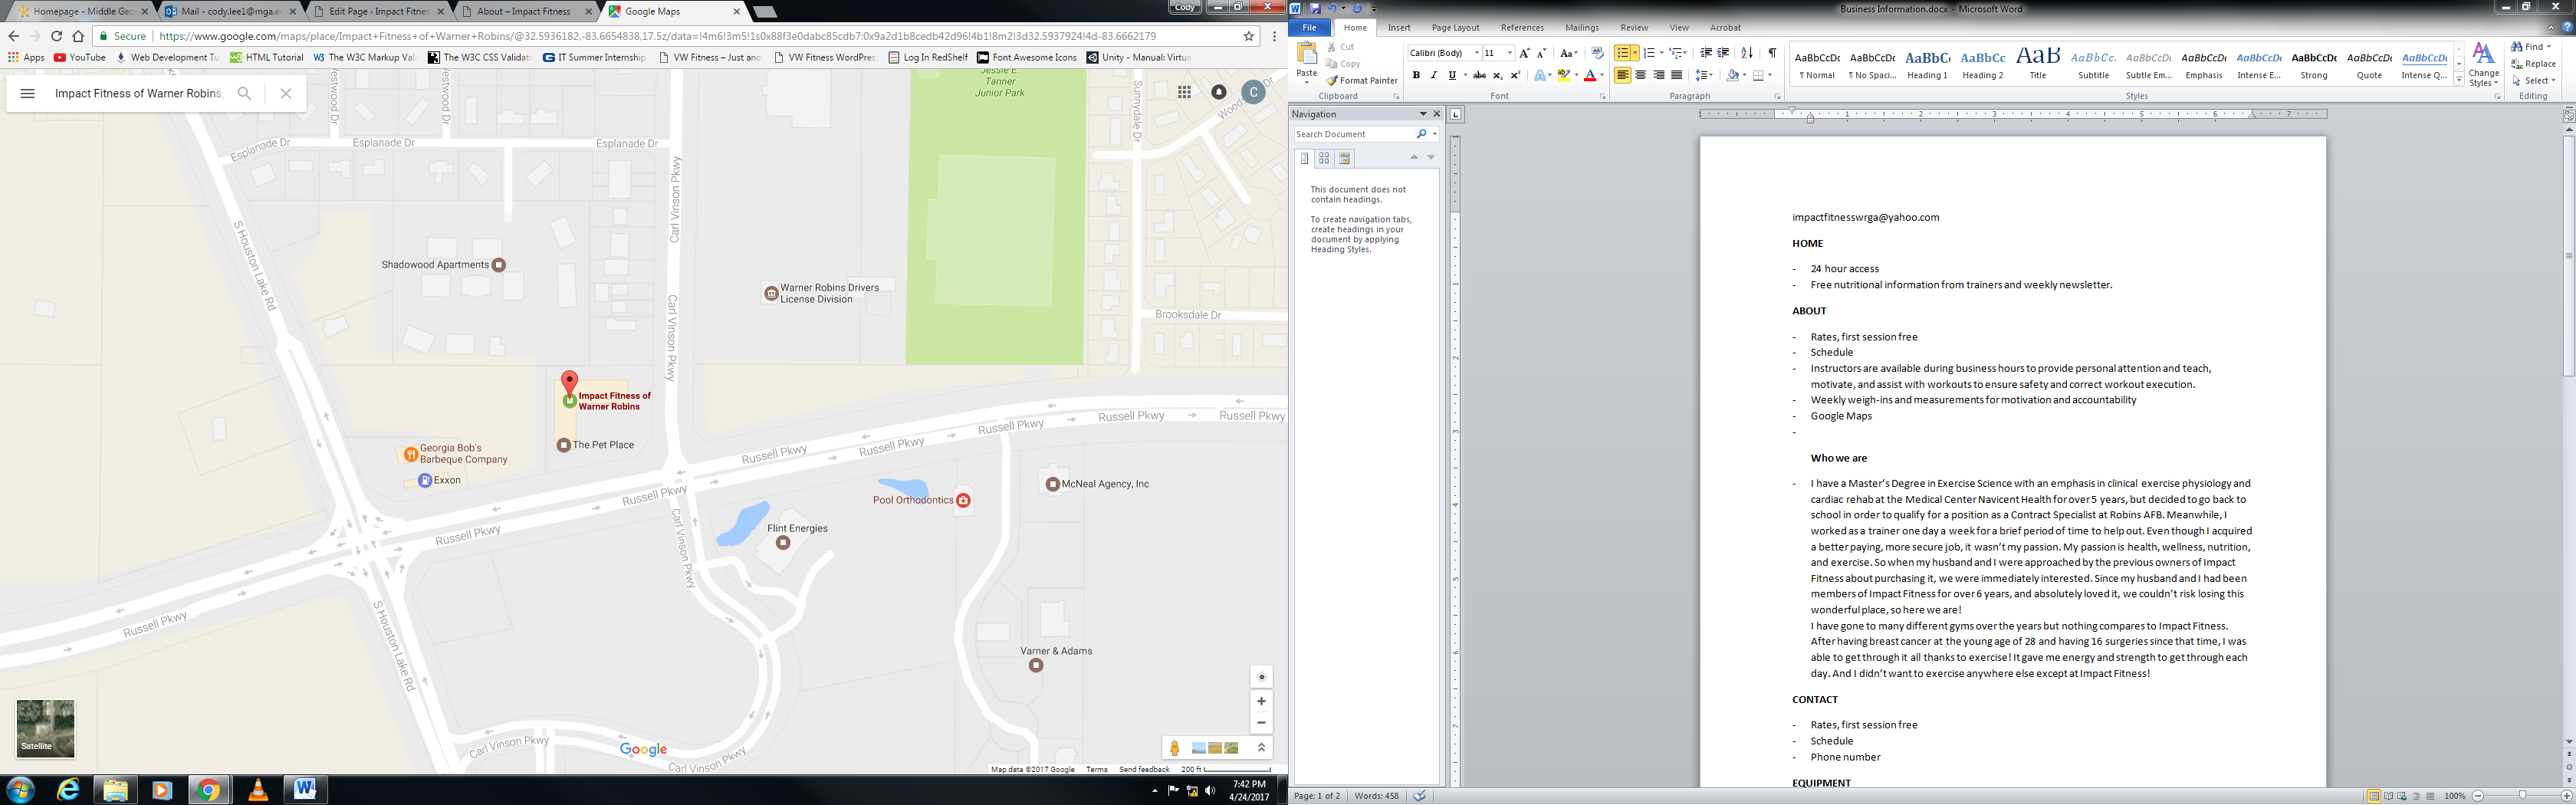 Homepage - Middle Geo
Mail - cody.lee1@mga.e
Edit Page ‹ Impact Fitnes
About – Impact Fitness
Google Maps
Cody
Secure
https://www.google.com/maps/place/Impact+Fitness+of+Warner+Robins/@32.5936182,-83.6654838,17.5z/data=!4m6!3m5!1s0x88f3e0dabc85cdb7:0x9a2d1b8cedb42d96!4b1!8m2!3d32.5937924!4d-83.6662179
Apps
YouTube
Web Development Tu
HTML Tutorial
The W3C Markup Vali
The W3C CSS Validati
IT Summer Internship
VW Fitness – Just ano
VW Fitness WordPres
Log In RedShelf
Font Awesome Icons
Unity - Manual: Virtua
Impact Fitness of Warner Robins,
C
Jessie E.
Tanner
Junior Park
Sunnydale Dr
Wood
Dr
estwood Dr
estwood Dr
Esplanade Dr
Esplanade Dr
Esplanade Dr
Carl Vinson Pkwy
S Houston Lake Rd
Shadowood Apartments
Warner Robins Drivers
License Division
Carl Vinson Pkwy
Brooksdale Dr
Impact Fitness of
Warner Robins
The Pet Place
Georgia Bob's
Barbeque Company
Exxon
Russell Pkwy
Russell Pkwy
Russell Pkwy
Russell Pkwy
Russell Pkwy
Russell Pkwy
Russell Pkwy
Russell Pkwy
McNeal Agency, Inc
Pool Orthodontics
Flint Energies
Carl Vinson Pkwy
S Houston Lake Rd
Varner & Adams
Carl Vinson Pkwy
Carl Vinson Pkwy
Satellite
Google
Map data ©2017 Google
Terms
Send feedback
200 ft
7:42 PM
4/24/2017
Business Information.docx - Microsoft Word
File
Home
Insert
Page Layout
References
Mailings
Review
View
Acrobat
Paste
Cut
Copy
Format Painter
Clipboard
Calibri (Body)
11
Font
Paragraph
AaBbCcDc
AaBbCcDc
AaBbC
AaBbCc
AaB
AaBbCc.
AaBbCcDc
AaBbCcDc
AaBbCcDc
AaBbCcDc
AaBbCcDc
AaBbCcDc
¶ Normal
¶ No Spaci...
Heading 1
Heading 2
Title
Subtitle
Subtle Em...
Emphasis
Intense E...
Strong
Quote
Intense Q...
Change
Styles
Styles
Find
Replace
Select
Editing
Navigation
Search Document
This document does not
contain headings.
To create navigation tabs,
create headings in your
document by applying
Heading Styles.
impactfitnesswrga@yahoo.com
HOME
- 24 hour access
- Free nutritional information from trainers and weekly newsletter.
ABOUT
- Rates, first session free
- Schedule
- Instructors are available during business hours to provide personal attention and teach,
motivate, and assist with workouts to ensure safety and correct workout execution.
- Weekly weigh-ins and measurements for motivation and accountability
- Google Maps
-
Who we are
- I have a Master's Degree in Exercise Science with an emphasis in clinical exercise physiology and
cardiac rehab at the Medical Center Navicent Health for over 5 years, but decided to go back to
school in order to qualify for a position as a Contract Specialist at Robins AFB. Meanwhile, I
worked as a trainer one day a week for a brief period of time to help out. Even though I acquired
a better paying, more secure job, it wasn't my passion. My passion is health, wellness, nutrition,
and exercise. So when my husband and I were approached by the previous owners of Impact
Fitness about purchasing it, we were immediately interested. Since my husband and I had been
members of Impact Fitness for over 6 years, and absolutely loved it, we couldn't risk losing this
wonderful place, so here we are!
I have gone to many different gyms over the years but nothing compares to Impact Fitness.
After having breast cancer at the young age of 28 and having 16 surgeries since that time, I was
able to get through it all thanks to exercise! It gave me energy and strength to get through each
day. And I didn't want to exercise anywhere else except at Impact Fitness!
CONTACT
- Rates, first session free
- Schedule
- Phone number
EQUIPMENT
Page: 1 of 2
Words: 458
100%